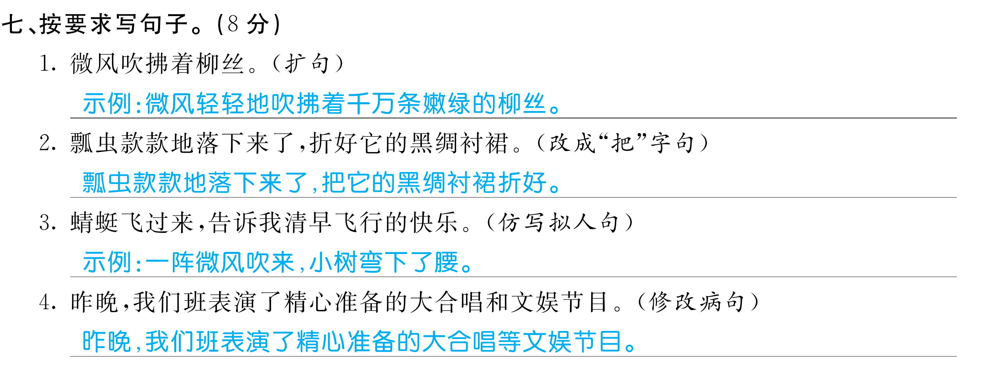 七、按要求写句子。(8 分)
1. 微风吹拂着柳丝。(扩句)
示例:微风轻轻地吹拂着千万条嫩绿的柳丝。
2. 瓢虫款款地落下来了,折好它的黑绸衬裙。(改成“把”字句)
瓢虫款款地落下来了,把它的黑绸衬裙折好。
3. 蜻蜓飞过来,告诉我清早飞行的快乐。(仿写拟人句)
示例:一阵微风吹来,小树弯下了腰。
4. 昨晚,我们班表演了精心准备的大合唱和文娱节目。(修改病句)
昨晚,我们班表演了精心准备的大合唱等文娱节目。